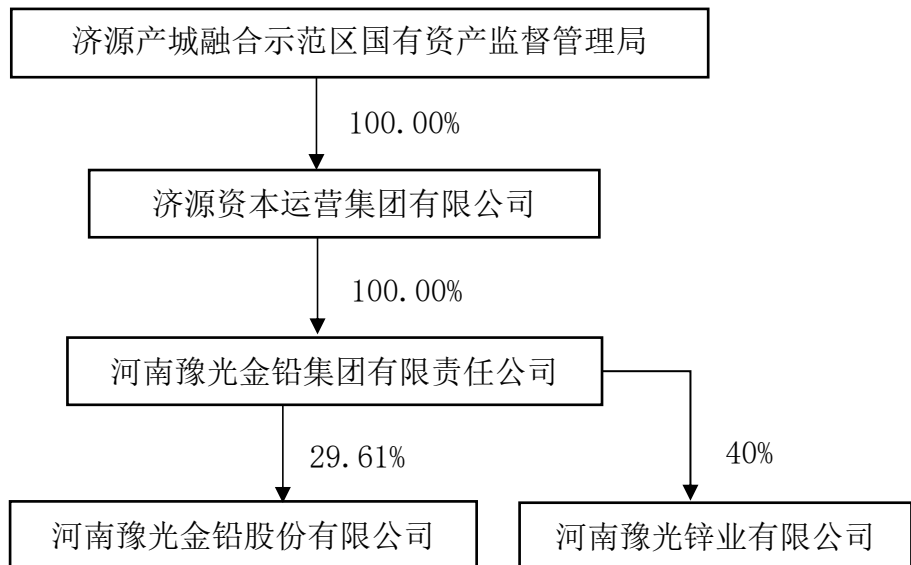 济源产城融合示范区国有资产监督管理局
100.00%
济源资本运营集团有限公司
100.00%
河南豫光金铅集团有限责任公司
29.61%
40%
河南豫光金铅股份有限公司
河南豫光锌业有限公司